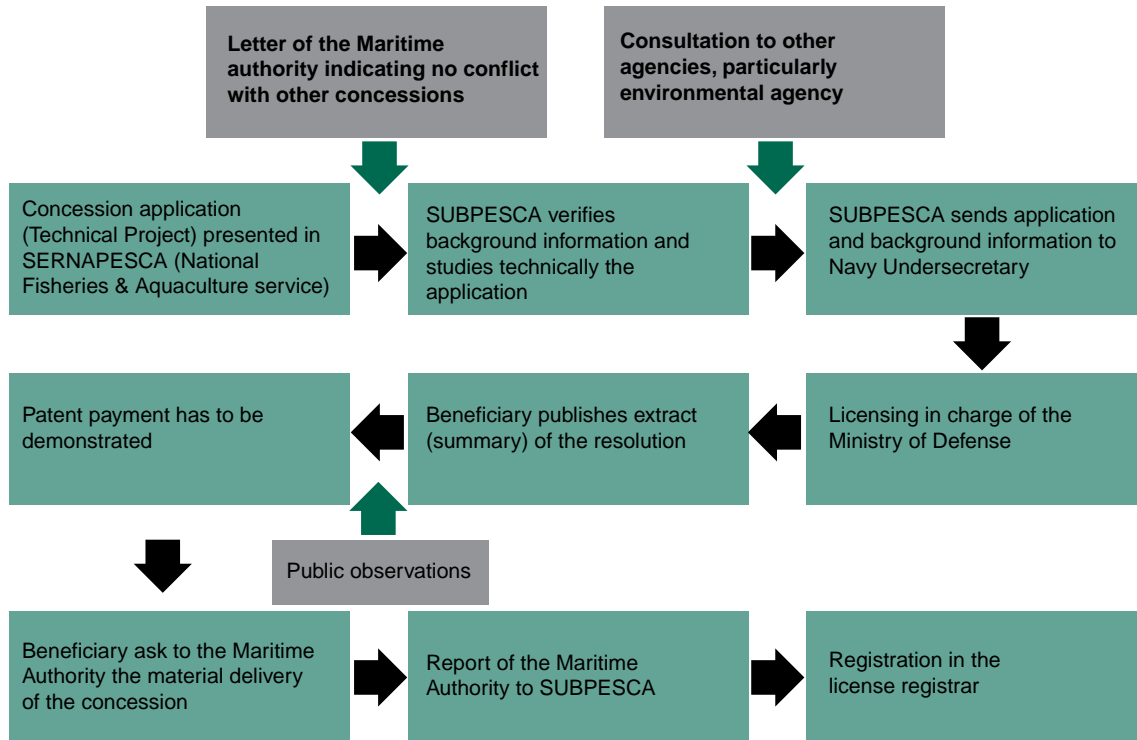 Letter of the Maritime
authority indicating no conflict
with other concessions
Consultation to other
agencies, particularly
environmental agency
Concession application
(Technical Project) presented in
SERNAPESCA (National
Fisheries & Aquaculture service)
SUBPESCA verifies
background information and
studies technically the
application
SUBPESCA sends application
and background information to
Navy Undersecretary
Licensing in charge of the
Ministry of Defense
Beneficiary publishes extract
(summary) of the resolution
Patent payment has to be
demonstrated
Public observations
Beneficiary ask to the Maritime
Authority the material delivery
of the concession
Report of the Maritime
Authority to SUBPESCA
Registration in the
license registrar